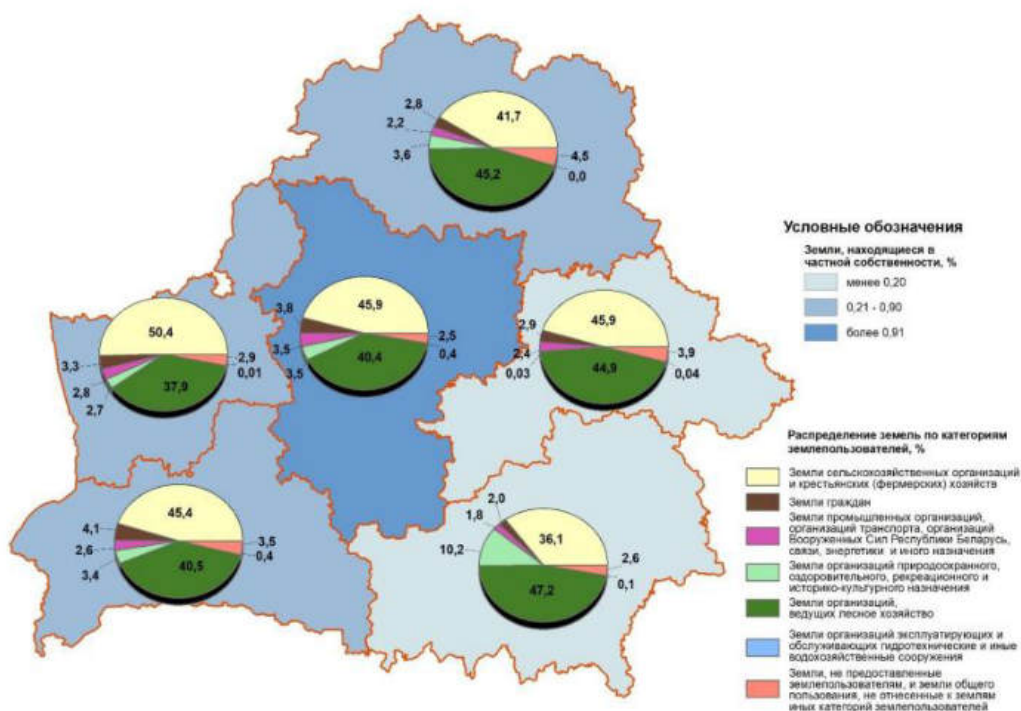 2,8
41,7
2,2
3,6
4,5
45,2
0,0
3,8
45,9
3,5
2,5
40,4
0,4
3,5
50,4
3,3
2,9
2,8
37,9
0,01
2,7
2,9
45,9
2,4
3,9
0,03
44,9
0,04
45,4
4,1
2,6
3,5
40,5
0,4
3,4
2,0
1,8
36,1
10,2
2,6
47,2
0,1
Условные обозначения
Земли, находящиеся в
частной собственности, %
менее 0,20
0,21 - 0,90
более 0,91
Распределение земель по категориям
землепользователей, %
Земли сельскохозяйственных организаций
и крестьянских (фермерских) хозяйств
Земли граждан
Земли промышленных организаций,
организаций транспорта, организаций
Вооруженных Сил Республики Беларусь,
связи, энергетики и иного назначения
Земли организаций природоохранного,
оздоровительного, рекреационного и
историко-культурного назначения
Земли организаций,
ведущих лесное хозяйство
Земли организаций эксплуатирующих и
обслуживающих гидротехнические и иные
водохозяйственные сооружения
Земли, не предоставленные
землепользователям, и земли общего
пользования, не отнесенные к землям
иных категорий землепользователей